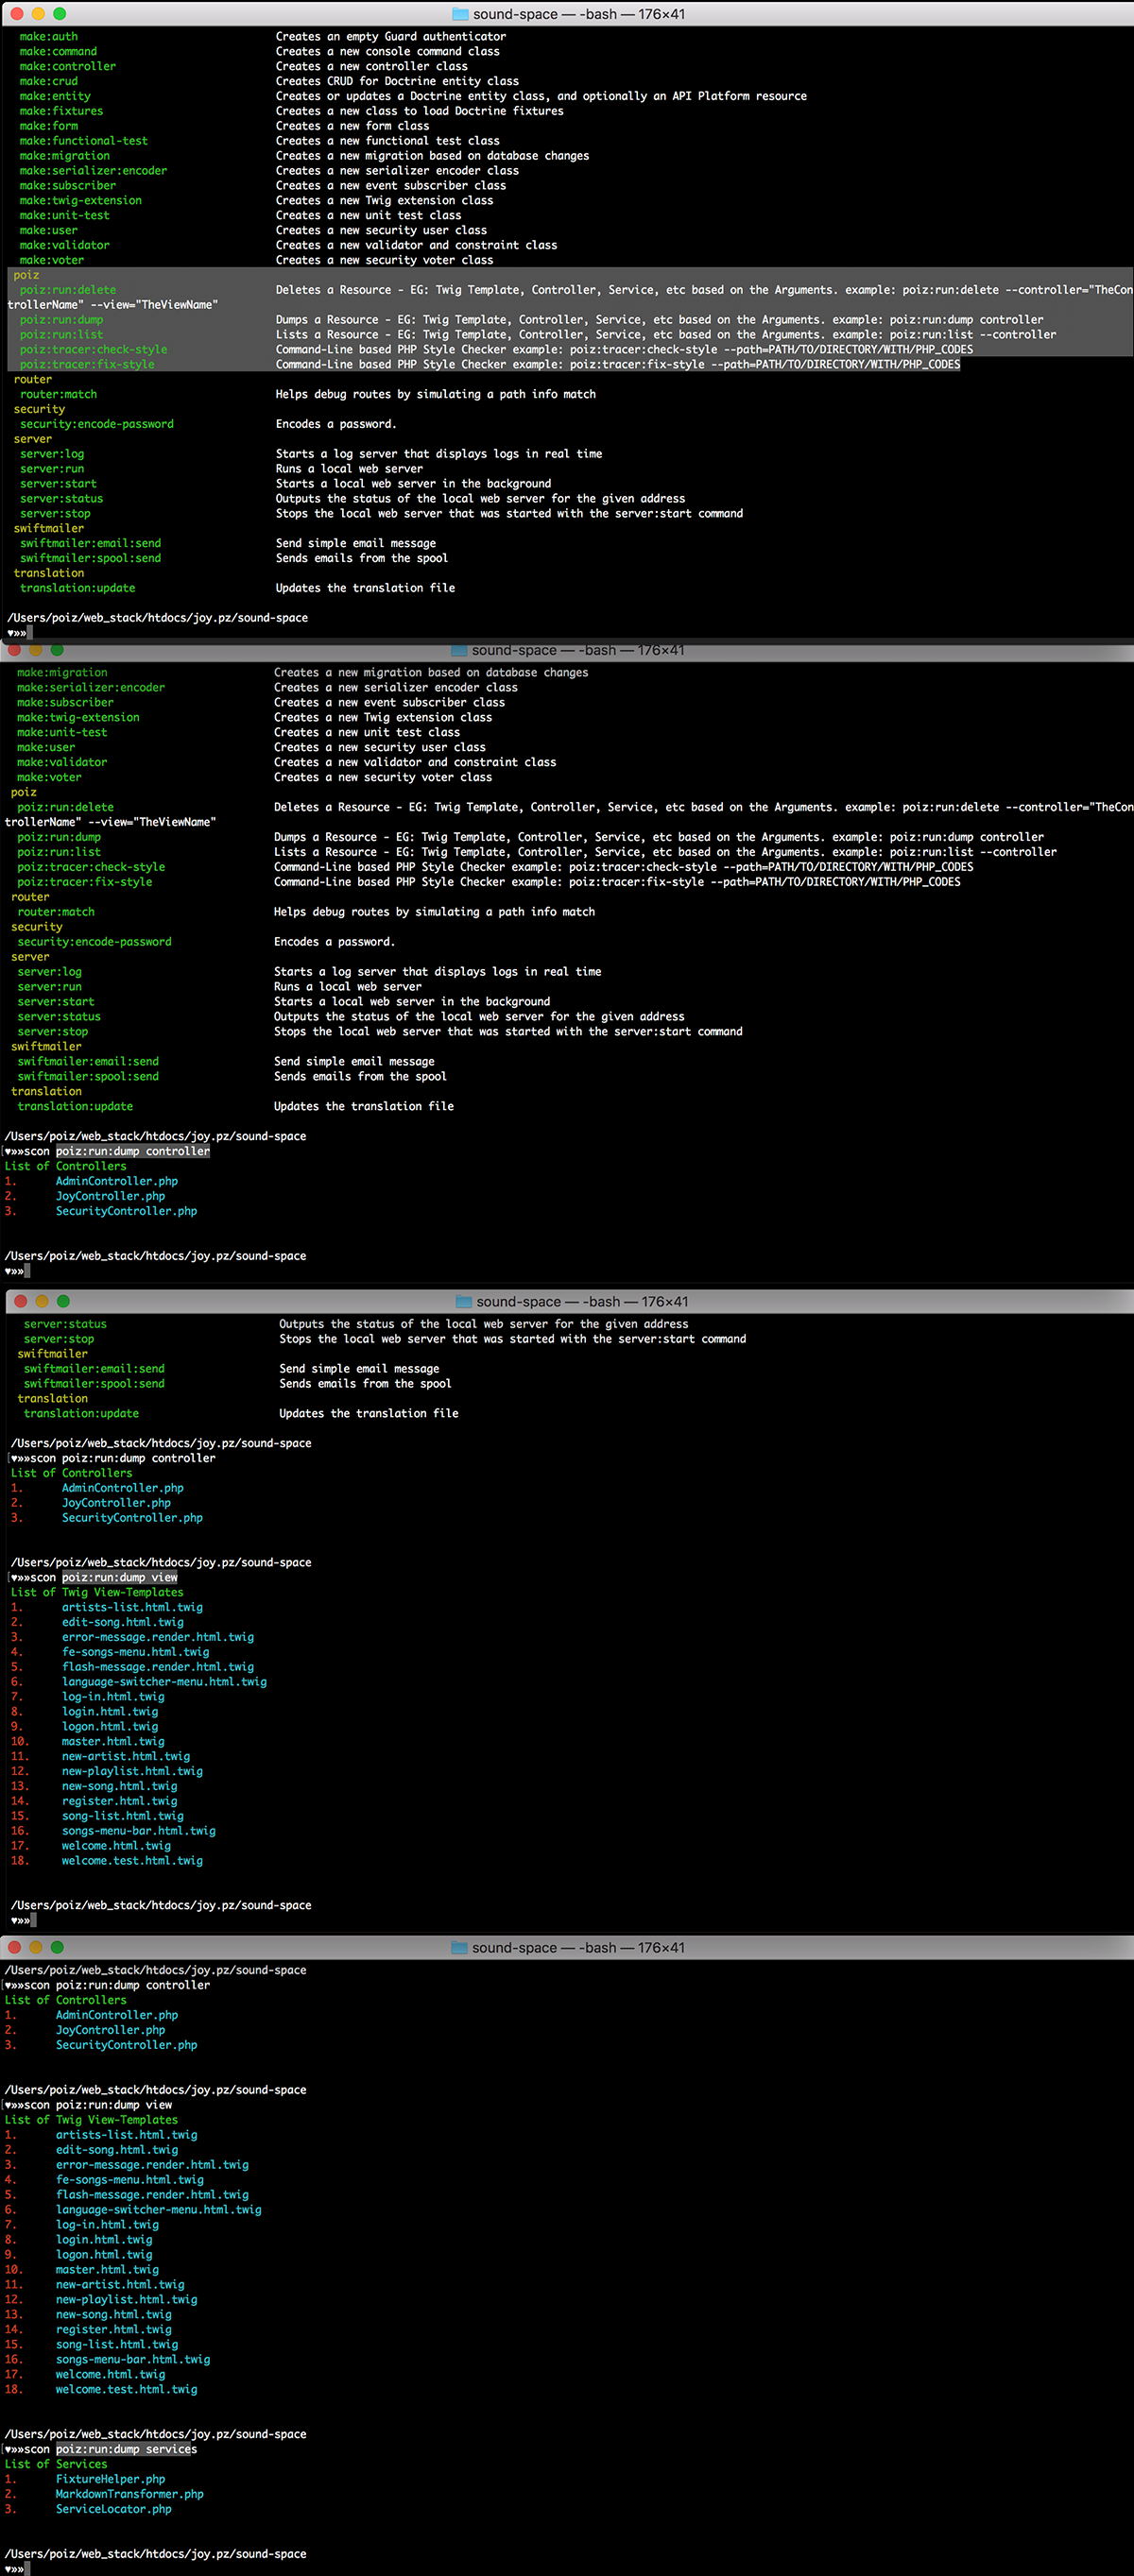 sound-space — -bash — 176×41
make:auth Creates an empty Guard authenticator
make:command Creates a new console command class
make:controller Creates a new controller class
make:crud Creates CRUD for Doctrine entity class
make:entity Creates or updates a Doctrine entity class, and optionally an API Platform resource
make:fixtures Creates a new class to load Doctrine fixtures
make:form Creates a new form class
make:functional-test Creates a new functional test class
make:migration Creates a new migration based on database changes
make:serializer:encoder Creates a new serializer encoder class
make:subscriber Creates a new event subscriber class
make:twig-extension Creates a new Twig extension class
make:unit-test Creates a new unit test class
make:user Creates a new security user class
make:validator Creates a new validator and constraint class
make:voter Creates a new security voter class
poiz
poiz:run:delete Deletes a Resource - EG: Twig Template, Controller, Service, etc based on the Arguments. example: poiz:run:delete --controller="TheCon
trollerName" --view="TheViewName"
poiz:run:dump Dumps a Resource - EG: Twig Template, Controller, Service, etc based on the Arguments. example: poiz:run:dump controller
poiz:run:list Lists a Resource - EG: Twig Template, Controller, Service, etc based on the Arguments. example: poiz:run:list --controller
poiz:tracer:check-style Command-Line based PHP Style Checker example: poiz:tracer:check-style --path=PATH/TO/DIRECTORY/WITH/PHP_CODES
poiz:tracer:fix-style Command-Line based PHP Style Checker example: poiz:tracer:fix-style --path=PATH/TO/DIRECTORY/WITH/PHP_CODES
router
router:match Helps debug routes by simulating a path info match
security
security:encode-password Encodes a password.
server
server:log Starts a log server that displays logs in real time
server:run Runs a local web server
server:start Starts a local web server in the background
server:status Outputs the status of the local web server for the given address
server:stop Stops the local web server that was started with the server:start command
swiftmailer
swiftmailer:email:send Send simple email message
swiftmailer:spool:send Sends emails from the spool
translation
translation:update Updates the translation file
/Users/poiz/web_stack/htdocs/joy.pz/sound-space
♥»»
sound-space — -bash — 176×41
make:migration Creates a new migration based on database changes
make:serializer:encoder Creates a new serializer encoder class
make:subscriber Creates a new event subscriber class
make:twig-extension Creates a new Twig extension class
make:unit-test Creates a new unit test class
make:user Creates a new security user class
make:validator Creates a new validator and constraint class
make:voter Creates a new security voter class
poiz
poiz:run:delete Deletes a Resource - EG: Twig Template, Controller, Service, etc based on the Arguments. example: poiz:run:delete --controller="TheCon
trollerName" --view="TheViewName"
poiz:run:dump Dumps a Resource - EG: Twig Template, Controller, Service, etc based on the Arguments. example: poiz:run:dump controller
poiz:run:list Lists a Resource - EG: Twig Template, Controller, Service, etc based on the Arguments. example: poiz:run:list --controller
poiz:tracer:check-style Command-Line based PHP Style Checker example: poiz:tracer:check-style --path=PATH/TO/DIRECTORY/WITH/PHP_CODES
poiz:tracer:fix-style Command-Line based PHP Style Checker example: poiz:tracer:fix-style --path=PATH/TO/DIRECTORY/WITH/PHP_CODES
router
router:match Helps debug routes by simulating a path info match
security
security:encode-password Encodes a password.
server
server:log Starts a log server that displays logs in real time
server:run Runs a local web server
server:start Starts a local web server in the background
server:status Outputs the status of the local web server for the given address
server:stop Stops the local web server that was started with the server:start command
swiftmailer
swiftmailer:email:send Send simple email message
swiftmailer:spool:send Sends emails from the spool
translation
translation:update Updates the translation file
/Users/poiz/web_stack/htdocs/joy.pz/sound-space
[♥»»scon poiz:run:dump controller
List of Controllers
1. AdminController.php
2. JoyController.php
3. SecurityController.php
/Users/poiz/web_stack/htdocs/joy.pz/sound-space
♥»»
sound-space — -bash — 176×41
server:status Outputs the status of the local web server for the given address
server:stop Stops the local web server that was started with the server:start command
swiftmailer
swiftmailer:email:send Send simple email message
swiftmailer:spool:send Sends emails from the spool
translation
translation:update Updates the translation file
/Users/poiz/web_stack/htdocs/joy.pz/sound-space
[♥»»scon poiz:run:dump controller
List of Controllers
1. AdminController.php
2. JoyController.php
3. SecurityController.php
/Users/poiz/web_stack/htdocs/joy.pz/sound-space
[♥»»scon poiz:run:dump view
List of Twig View-Templates
1. artists-list.html.twig
2. edit-song.html.twig
3. error-message.render.html.twig
4. fe-songs-menu.html.twig
5. flash-message.render.html.twig
6. language-switcher-menu.html.twig
7. log-in.html.twig
8. login.html.twig
9. logon.html.twig
10. master.html.twig
11. new-artist.html.twig
12. new-playlist.html.twig
13. new-song.html.twig
14. register.html.twig
15. song-list.html.twig
16. songs-menu-bar.html.twig
17. welcome.html.twig
18. welcome.test.html.twig
/Users/poiz/web_stack/htdocs/joy.pz/sound-space
♥»»
sound-space — -bash — 176×41
/Users/poiz/web_stack/htdocs/joy.pz/sound-space
[♥»»scon poiz:run:dump controller
List of Controllers
1. AdminController.php
2. JoyController.php
3. SecurityController.php
/Users/poiz/web_stack/htdocs/joy.pz/sound-space
[♥»»scon poiz:run:dump view
List of Twig View-Templates
1. artists-list.html.twig
2. edit-song.html.twig
3. error-message.render.html.twig
4. fe-songs-menu.html.twig
5. flash-message.render.html.twig
6. language-switcher-menu.html.twig
7. log-in.html.twig
8. login.html.twig
9. logon.html.twig
10. master.html.twig
11. new-artist.html.twig
12. new-playlist.html.twig
13. new-song.html.twig
14. register.html.twig
15. song-list.html.twig
16. songs-menu-bar.html.twig
17. welcome.html.twig
18. welcome.test.html.twig
/Users/poiz/web_stack/htdocs/joy.pz/sound-space
[♥»»scon poiz:run:dump services
List of Services
1. FixtureHelper.php
2. MarkdownTransformer.php
3. ServiceLocator.php
/Users/poiz/web_stack/htdocs/joy.pz/sound-space
♥»»